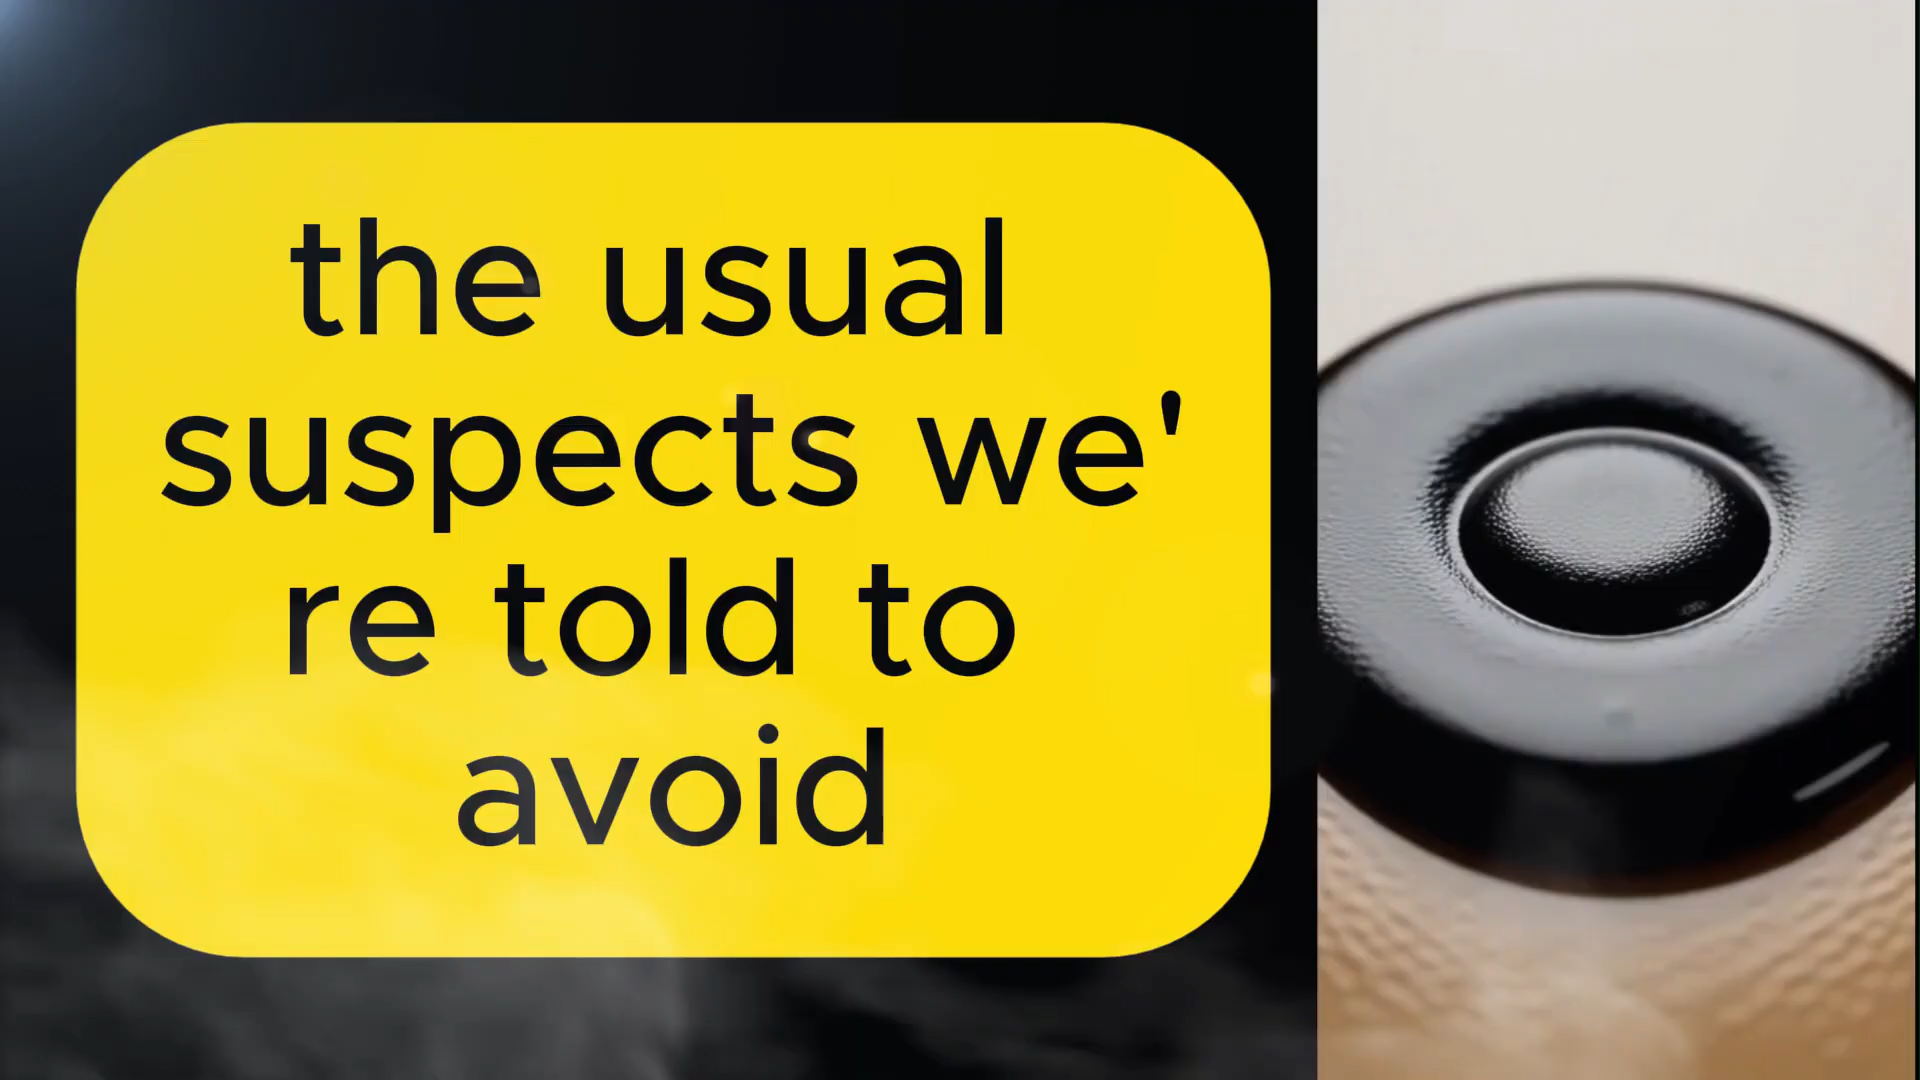 the usual
suspects we'
re told to
avoid